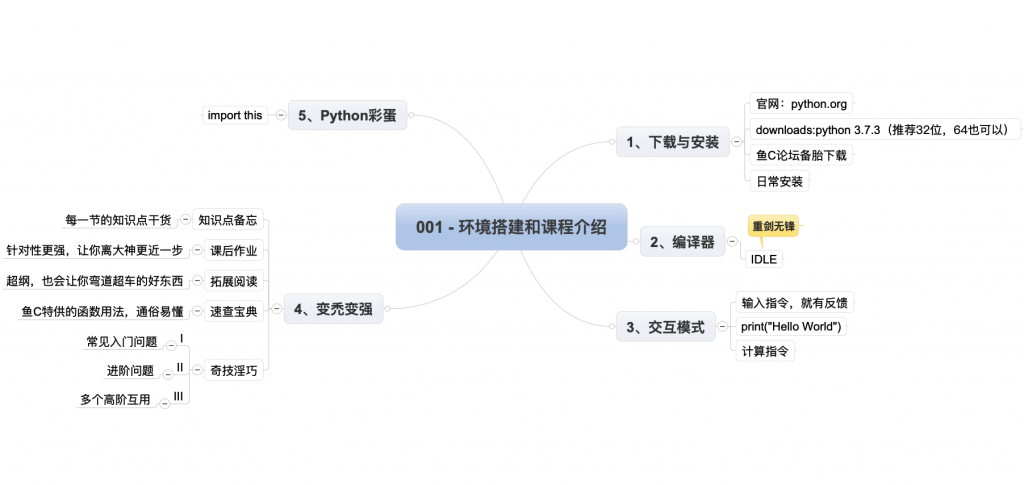 001 - 环境搭建和课程介绍
1、下载与安装
官网：python.org
downloads:python 3.7.3（推荐32位，64也可以）
鱼C论坛备胎下载
日常安装
2、编译器
重剑无锋
IDLE
3、交互模式
输入指令，就有反馈
print("Hello World")
计算指令
4、变秃变强
知识点备忘
每一节的知识点干货
课后作业
针对性更强，让你离大神更近一步
拓展阅读
超纲，也会让你弯道超车的好东西
速查宝典
鱼C特供的函数用法，通俗易懂
奇技淫巧
I
常见入门问题
II
进阶问题
III
多个高阶互用
5、Python彩蛋
import this